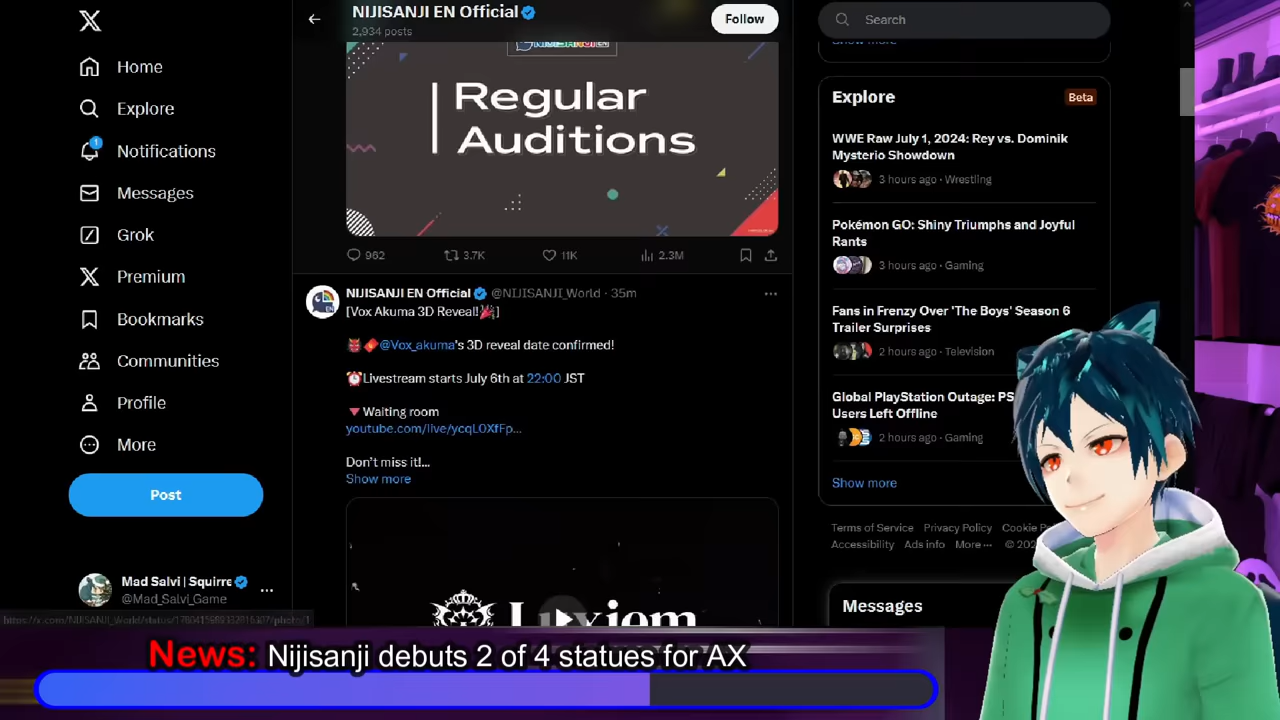 Home
Explore
Notifications
1
Messages
Grok
Premium
Bookmarks
Communities
Profile
More
Post
Mad Salvi | Squirre
@Mad_Salvi_Game
NIJISANJI EN Official
2,934 posts
Follow
Regular
Auditions
962
3.7K
11K
2.3M
NIJISANJI EN Official @NIJISANJI_World · 35m
[Vox Akuma 3D Reveal!🎉]
👹🧧@Vox_akuma's 3D reveal date confirmed!
⏰Livestream starts July 6th at 22:00 JST
▼Waiting room
youtube.com/live/ycqL0XfFp...
Don't miss it!...
Show more
Luxiem
Search
Show more
Explore
Beta
WWE Raw July 1, 2024: Rey vs. Dominik
Mysterio Showdown
3 hours ago · Wrestling
Pokémon GO: Shiny Triumphs and Joyful
Rants
3 hours ago · Gaming
Fans in Frenzy Over 'The Boys' Season 6
Trailer Surprises
2 hours ago · Television
Global PlayStation Outage: PS
Users Left Offline
2 hours ago · Gaming
Show more
Terms of Service Privacy Policy Cookie
Accessibility Ads info More ···
Messages
News: Nijisanji debuts 2 of 4 statues for AX